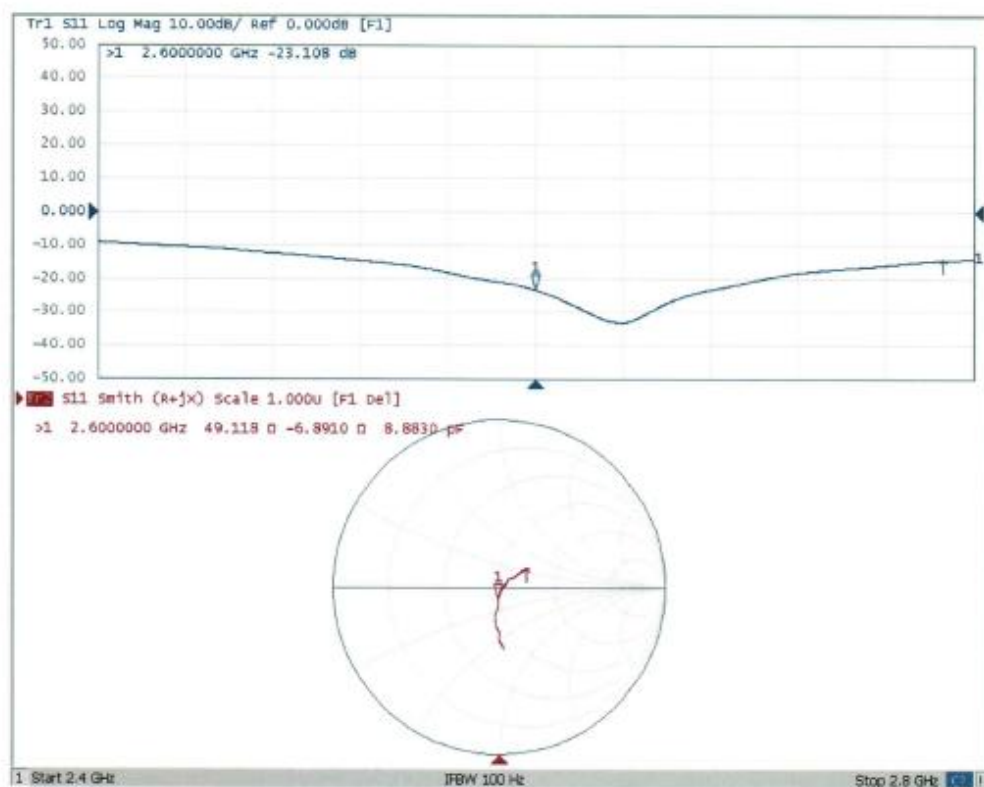 Tr1 S11 Log Mag 10.00dB/ Ref 0.000dB [F1]
50.00
>1 2.6000000 GHz -23.108 dB
40.00
30.00
20.00
10.00
0.000
-10.00
1
1
-20.00
-30.00
-40.00
-50.00
S11 Smith (R+jX) Scale 1.000U [F1 Del]
>1 2.6000000 GHz 49.118 Ω -6.8910 Ω 8.8830 pF
1
1 Start 2.4 GHz IFBW 100 Hz Stop 2.8 GHz